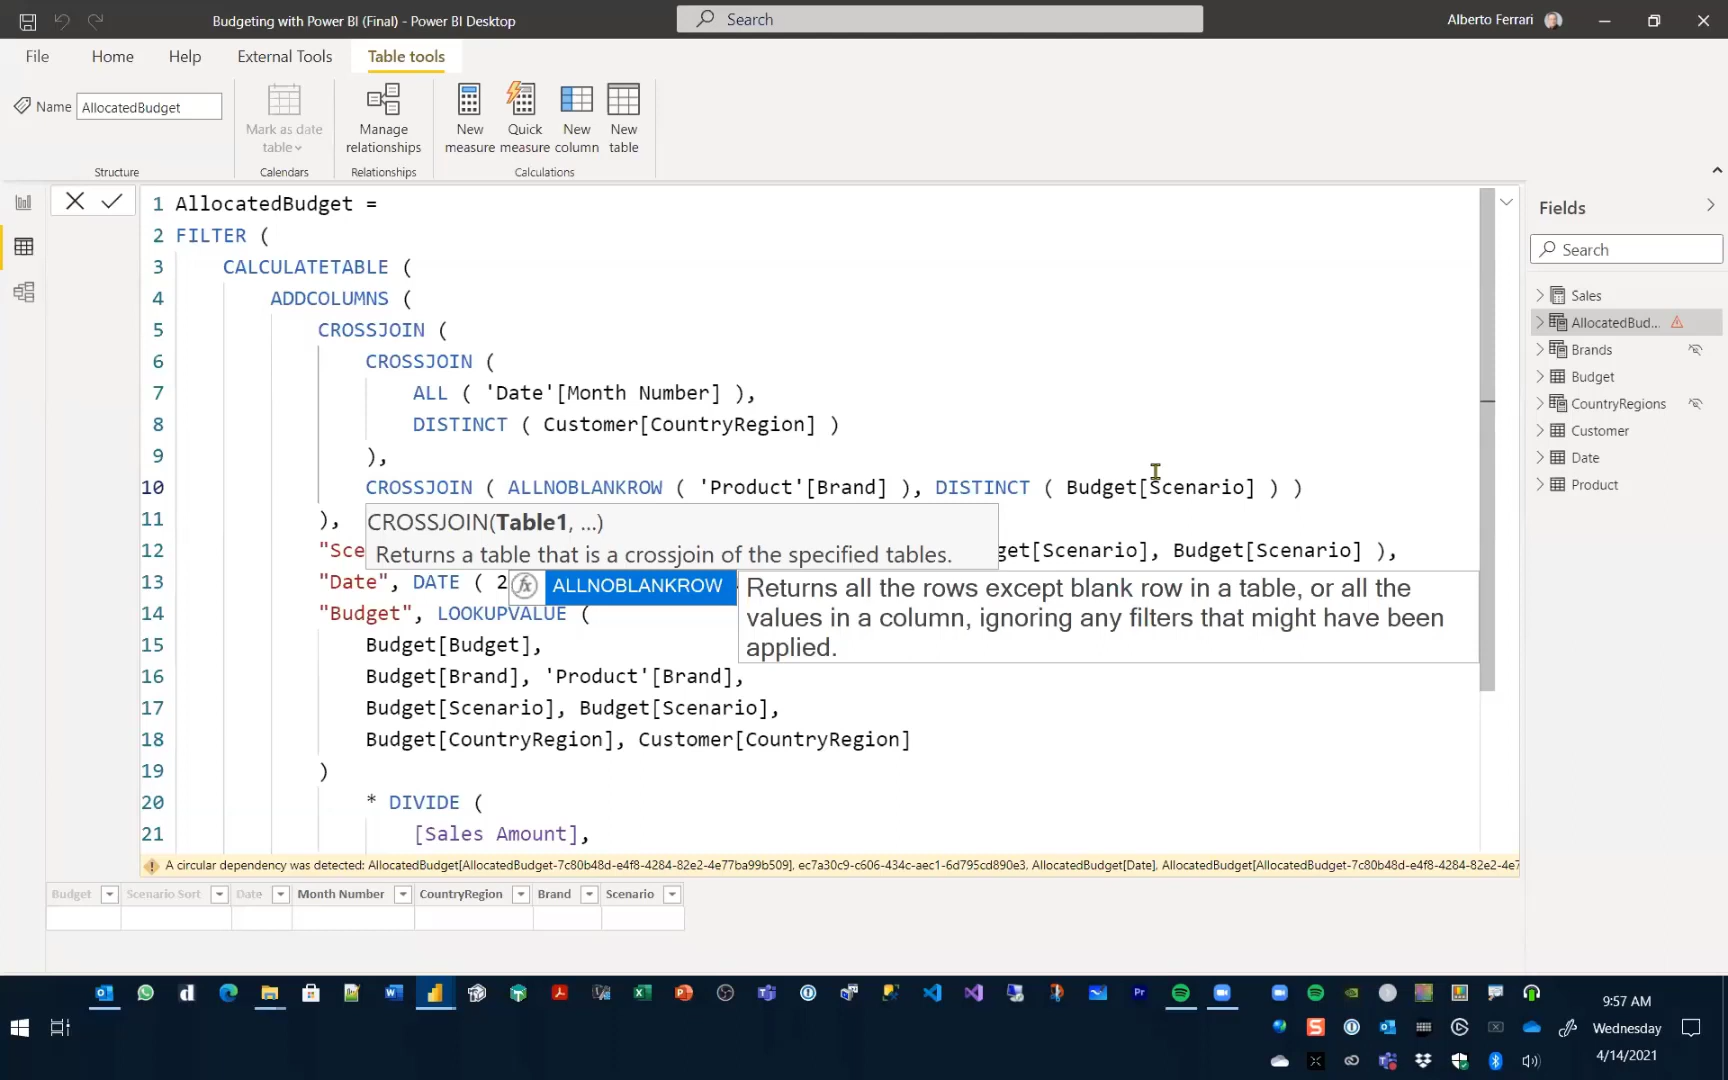 Budgeting with Power BI (Final) - Power BI Desktop
Search
Alberto Ferrari
File
Home
Help
External Tools
Table tools
Name
AllocatedBudget
Mark as date
table
Manage
relationships
New
measure
Quick
measure
New
column
New
table
Structure
Calendars
Relationships
Calculations
1 AllocatedBudget =
2 FILTER (
3 CALCULATETABLE (
4 ADDCOLUMNS (
5 CROSSJOIN (
6 CROSSJOIN (
7 ALL ( 'Date'[Month Number] ),
8 DISTINCT ( Customer[CountryRegion] )
9 ),
10 CROSSJOIN ( ALLNOBLANKROW ( 'Product'[Brand] ), DISTINCT ( Budget[Scenario] ) )
11 ),
CROSSJOIN(Table1, ...)
Returns a table that is a crossjoin of the specified tables.
12 "Sce get[Scenario], Budget[Scenario] ),
13 "Date", DATE ( 2
ALLNOBLANKROW
Returns all the rows except blank row in a table, or all the
values in a column, ignoring any filters that might have been
applied.
14 "Budget", LOOKUPVALUE (
15 Budget[Budget],
16 Budget[Brand], 'Product'[Brand],
17 Budget[Scenario], Budget[Scenario],
18 Budget[CountryRegion], Customer[CountryRegion]
19 )
20 * DIVIDE (
21 [Sales Amount],
A circular dependency was detected: AllocatedBudget[AllocatedBudget-7c80b48d-e4f8-4284-82e2-4e77ba99b509], ec7a30c9-c606-434c-aec1-6d795cd890e3, AllocatedBudget[Date], AllocatedBudget[AllocatedBudget-7c80b48d-e4f8-4284-82e2-4e7
Budget
Scenario Sort
Date
Month Number
CountryRegion
Brand
Scenario
Fields
Search
Sales
AllocatedBud...
Brands
Budget
CountryRegions
Customer
Date
Product
9:57 AM
Wednesday
4/14/2021